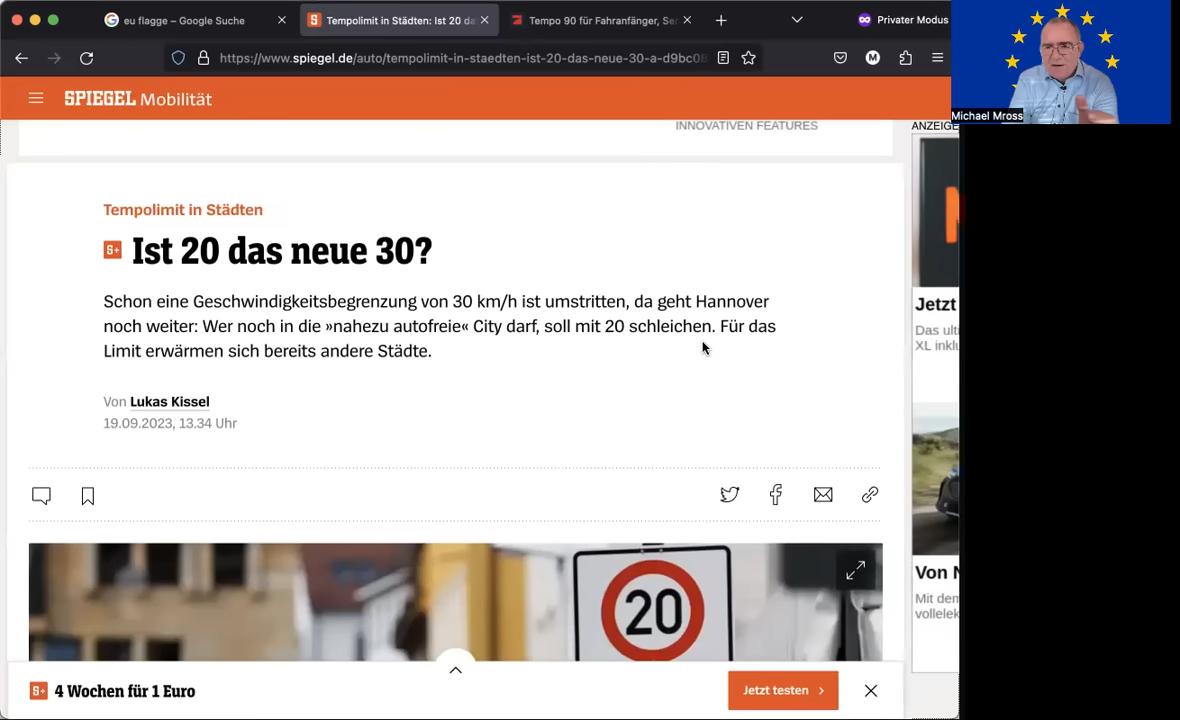 eu flagge – Google Suche
Tempolimit in Städten: Ist 20 da
Tempo 90 für Fahranfänger, Ser
Privater Modus
https://www.spiegel.de/auto/tempolimit-in-staedten-ist-20-das-neue-30-a-d9bc08
M
Michael Mross
SPIEGEL Mobilität
INNOVATIVEN FEATURES
ANZEIGE
Tempolimit in Städten
S+ Ist 20 das neue 30?
Schon eine Geschwindigkeitsbegrenzung von 30 km/h ist umstritten, da geht Hannover
noch weiter: Wer noch in die »nahezu autofreie« City darf, soll mit 20 schleichen. Für das
Limit erwärmen sich bereits andere Städte.
Von Lukas Kissel
19.09.2023, 13.34 Uhr
Jetzt
Das ulti
XL inklu
20
Von N
Mit dem
vollelek
S+ 4 Wochen für 1 Euro
Jetzt testen